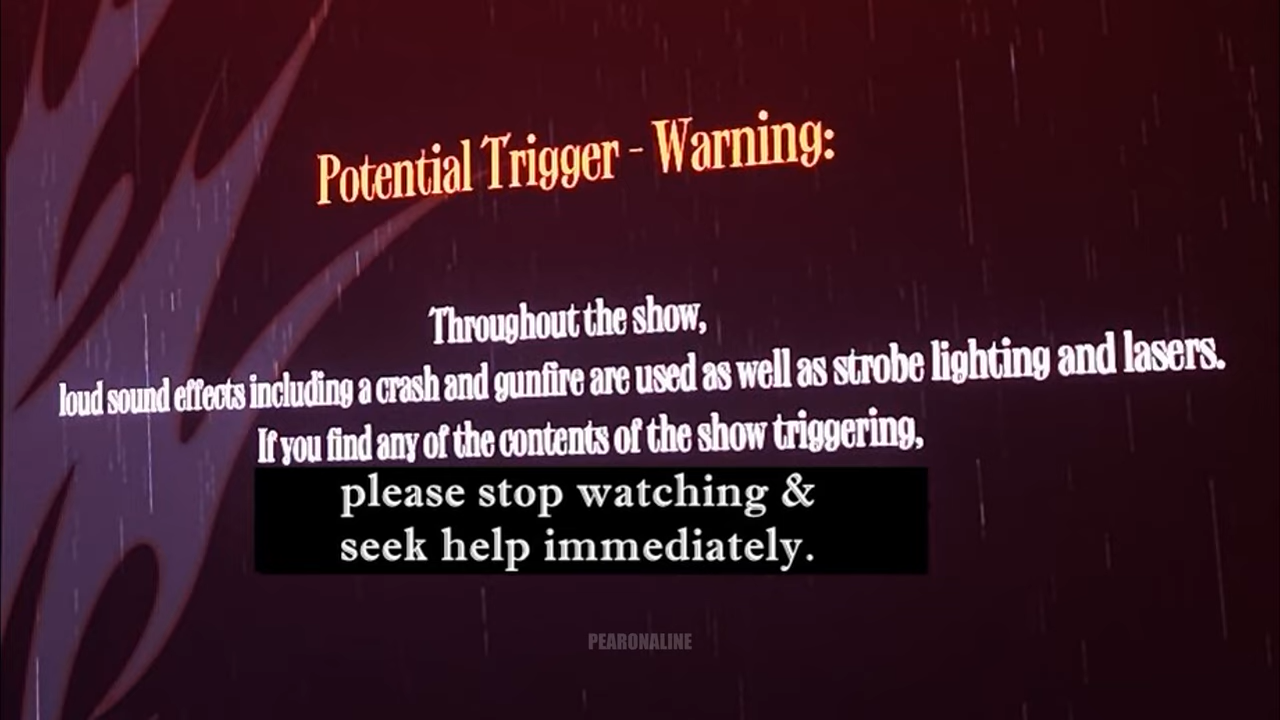 Potential Trigger - Warning:
Throughout the show,
loud sound effects including a crash and gunfire are used as well as strobe lighting and lasers.
If you find any of the contents of the show triggering,
please stop watching &
seek help immediately.
PEARONALINE